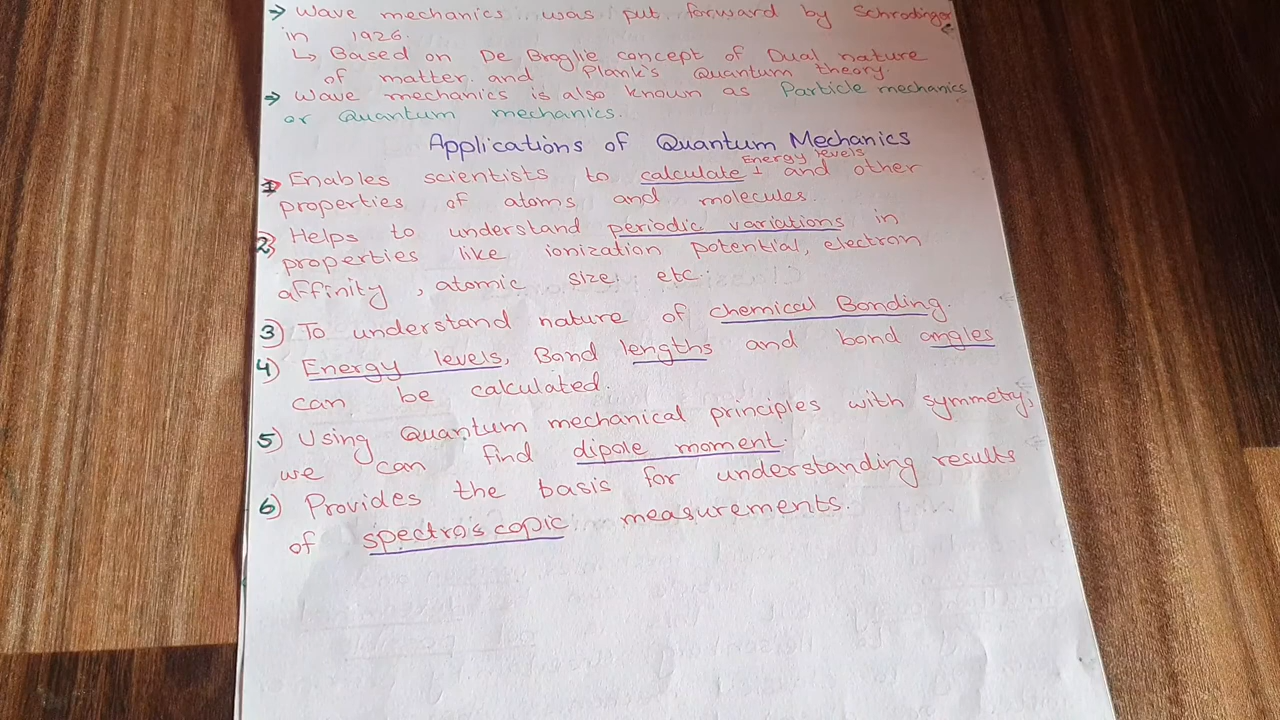 → Wave mechanics was put forward by Schrodinger
in 1926.
↳ Based on De Broglie concept of Dual nature
of matter and Plank's Quantum theory.
→ Wave mechanics is also known as Particle mechanics
or Quantum mechanics.
Applications of Quantum Mechanics
Energy levels
1) Enables scientists to calculate ⊥ and other
properties of atoms and molecules.
2) Helps to understand periodic variations in
properties like ionization potential, electron
affinity, atomic size etc.
3) To understand nature of chemical Bonding.
4) Energy levels, Bond lengths and bond angles
can be calculated.
5) Using Quantum mechanical principles with symmetry,
we can find dipole moment.
6) Provides the basis for understanding results
of spectroscopic measurements.